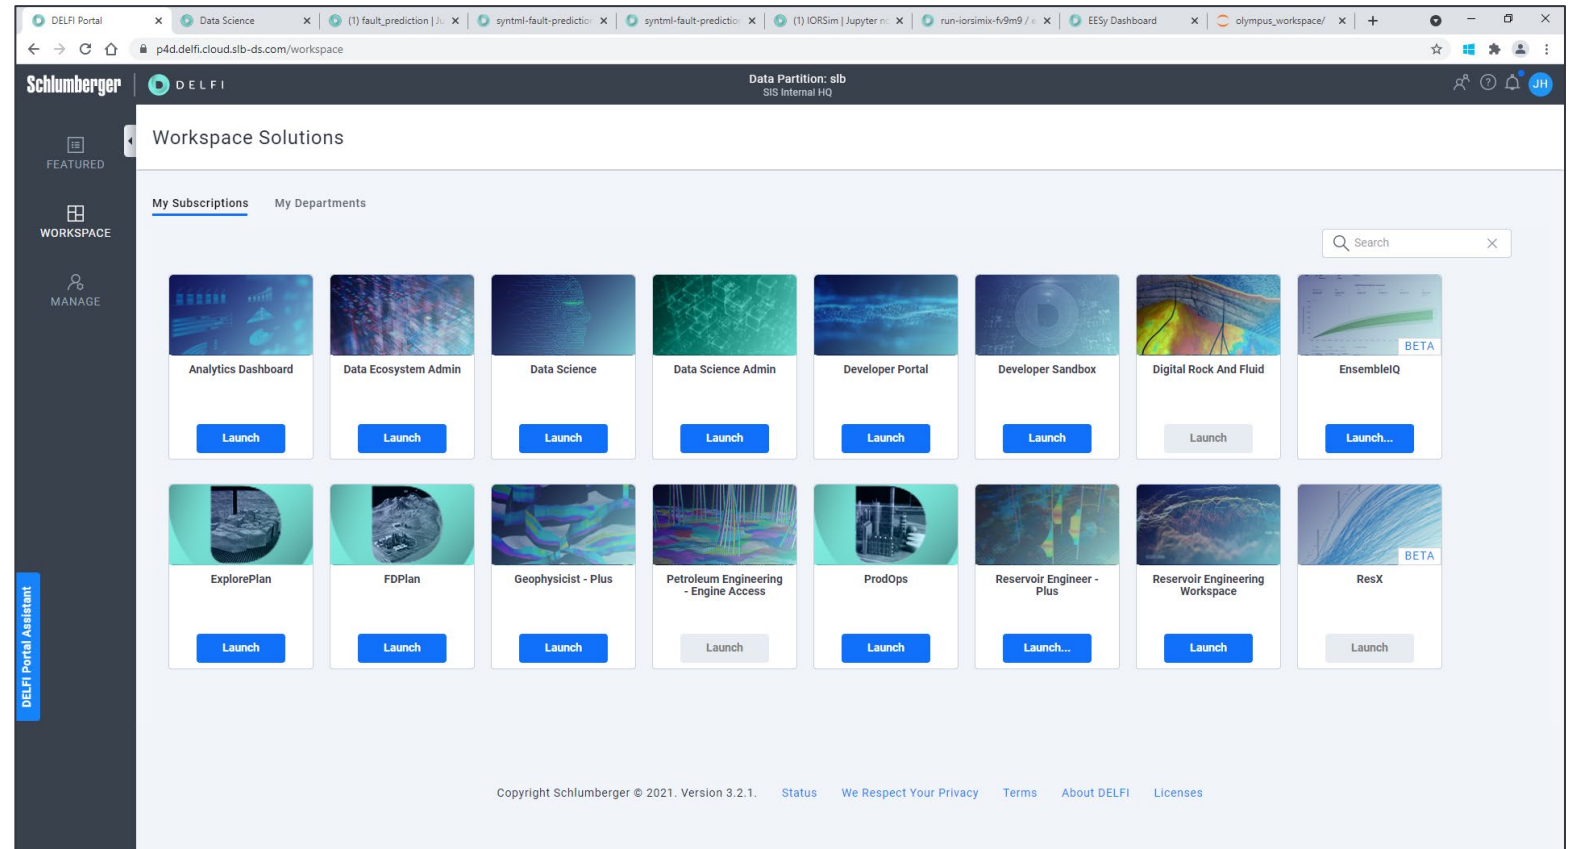 DELFI Portal
Data Science
(1) fault_prediction | Ju
syntml-fault-prediction
syntml-fault-prediction
(1) IORSim | Jupyter no
run-iorsimix-fv9m9 / e
EESy Dashboard
olympus_workspace/
p4d.delfi.cloud.slb-ds.com/workspace
Schlumberger
DELFI
Data Partition: slb
SIS Internal HQ
JH
FEATURED
WORKSPACE
MANAGE
DELFI Portal Assistant
Workspace Solutions
My Subscriptions My Departments
Search
BETA
Analytics Dashboard
Data Ecosystem Admin
Data Science
Data Science Admin
Developer Portal
Developer Sandbox
Digital Rock And Fluid
EnsembleIQ
Launch
Launch
Launch
Launch
Launch
Launch
Launch
Launch...
BETA
ExplorePlan
FDPlan
Geophysicist - Plus
Petroleum Engineering
- Engine Access
ProdOps
Reservoir Engineer -
Plus
Reservoir Engineering
Workspace
ResX
Launch
Launch
Launch
Launch
Launch
Launch...
Launch
Launch
Copyright Schlumberger © 2021. Version 3.2.1. Status We Respect Your Privacy Terms About DELFI Licenses